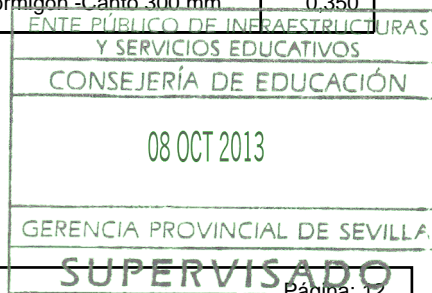 ormigón -Canto 300 mm 0,350
ENTE PÚBLICO DE INFRAESTRUCTURAS
Y SERVICIOS EDUCATIVOS
CONSEJERÍA DE EDUCACIÓN
08 OCT 2013
GERENCIA PROVINCIAL DE SEVILLA
SUPERVISADO
Página: 12